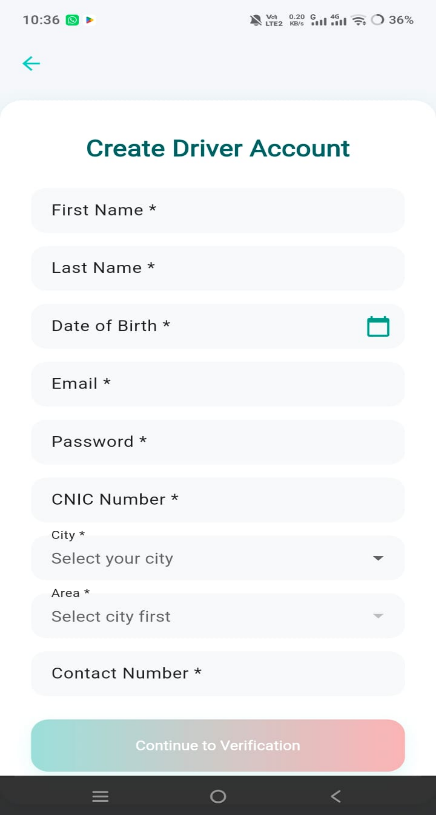 10:36
Vo)) LTE2 0.20 KB/s G 4G 36%
Create Driver Account
First Name *
Last Name *
Date of Birth *
Email *
Password *
CNIC Number *
City *
Select your city
Area *
Select city first
Contact Number *
Continue to Verification